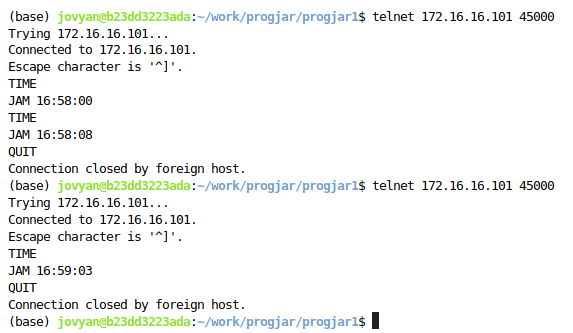 (base) jovyan@b23dd3223ada:~/work/progjar/progjar1$ telnet 172.16.16.101 45000
Trying 172.16.16.101...
Connected to 172.16.16.101.
Escape character is '^]'.
TIME
JAM 16:58:00
TIME
JAM 16:58:08
QUIT
Connection closed by foreign host.
(base) jovyan@b23dd3223ada:~/work/progjar/progjar1$ telnet 172.16.16.101 45000
Trying 172.16.16.101...
Connected to 172.16.16.101.
Escape character is '^]'.
TIME
JAM 16:59:03
QUIT
Connection closed by foreign host.
(base) jovyan@b23dd3223ada:~/work/progjar/progjar1$